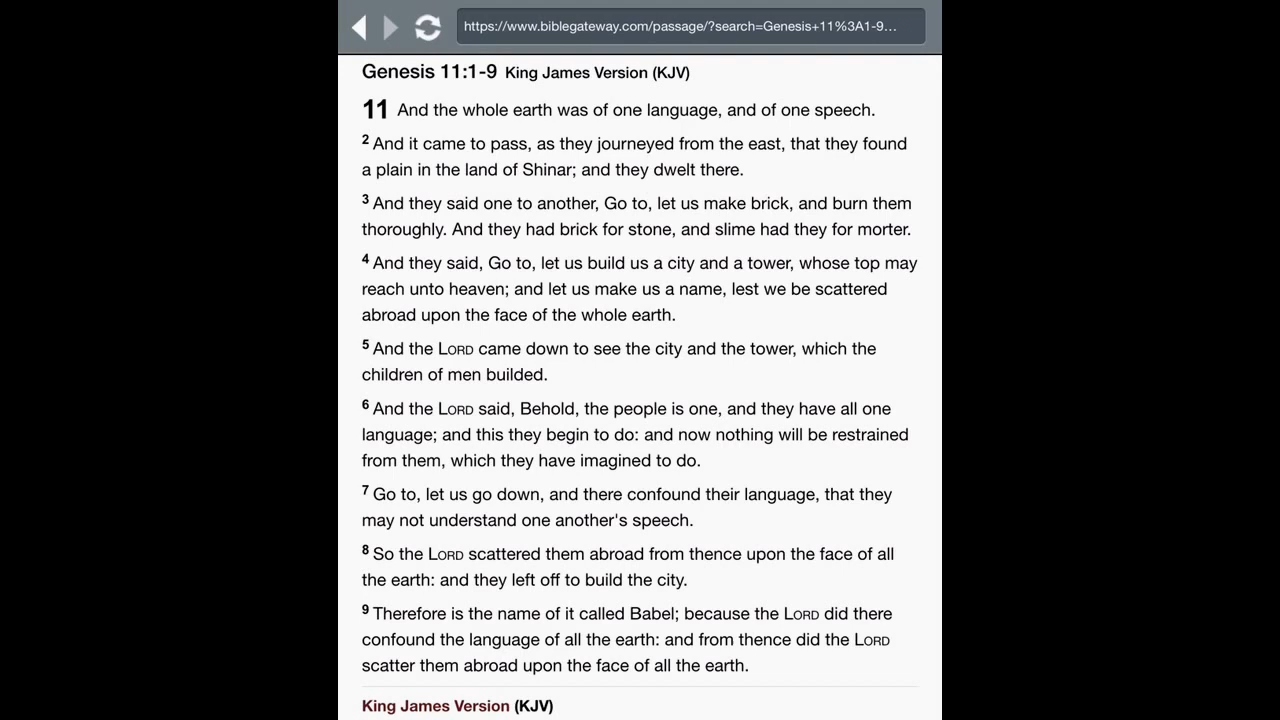 https://www.biblegateway.com/passage/?search=Genesis+11%3A1-9...
Genesis 11:1-9 King James Version (KJV)
11 And the whole earth was of one language, and of one speech.
2 And it came to pass, as they journeyed from the east, that they found
a plain in the land of Shinar; and they dwelt there.
3 And they said one to another, Go to, let us make brick, and burn them
thoroughly. And they had brick for stone, and slime had they for morter.
4 And they said, Go to, let us build us a city and a tower, whose top may
reach unto heaven; and let us make us a name, lest we be scattered
abroad upon the face of the whole earth.
5 And the LORD came down to see the city and the tower, which the
children of men builded.
6 And the LORD said, Behold, the people is one, and they have all one
language; and this they begin to do: and now nothing will be restrained
from them, which they have imagined to do.
7 Go to, let us go down, and there confound their language, that they
may not understand one another's speech.
8 So the LORD scattered them abroad from thence upon the face of all
the earth: and they left off to build the city.
9 Therefore is the name of it called Babel; because the LORD did there
confound the language of all the earth: and from thence did the LORD
scatter them abroad upon the face of all the earth.
King James Version (KJV)